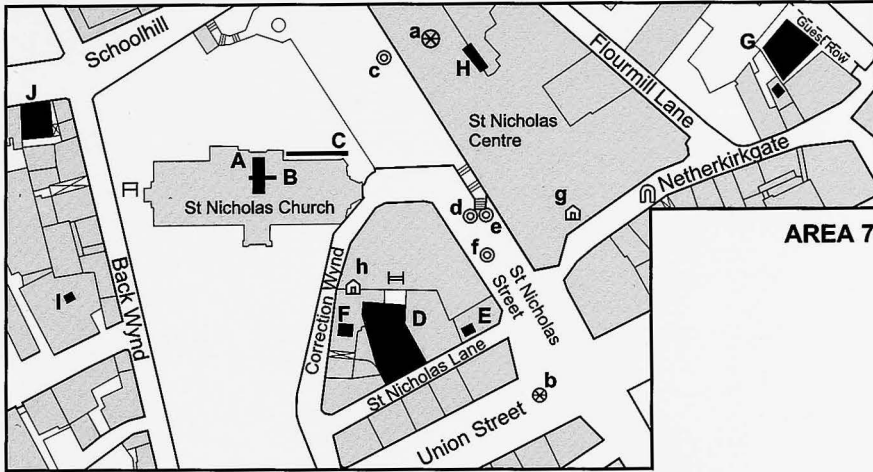 Schoolhill
a
c
H
Flourmill Lane
G
Guest Row
J
St Nicholas
Centre
C
A
B
St Nicholas Church
g
Netherkirkgate
d
e
f
AREA 7
Back Wynd
I
Correction Wynd
h
F
D
E
St Nicholas
Street
St Nicholas Lane
b
Union Street